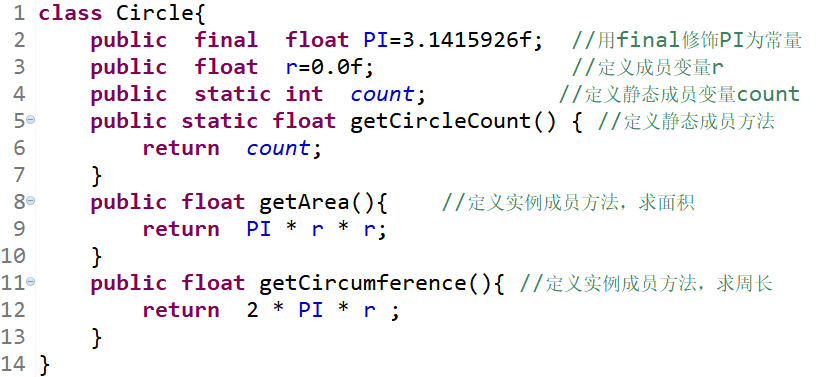 1 class Circle{
2     public  final  float PI=3.1415926f;  //用final修饰PI为常量
3     public  float  r=0.0f;               //定义成员变量r
4     public  static int  count;          //定义静态成员变量count
5     public static float getCircleCount() { //定义静态成员方法
6         return  count;
7     }
8     public float getArea(){    //定义实例成员方法，求面积
9         return  PI * r * r;
10     }
11     public float getCircumference(){ //定义实例成员方法，求周长
12         return  2 * PI * r ;
13     }
14 }